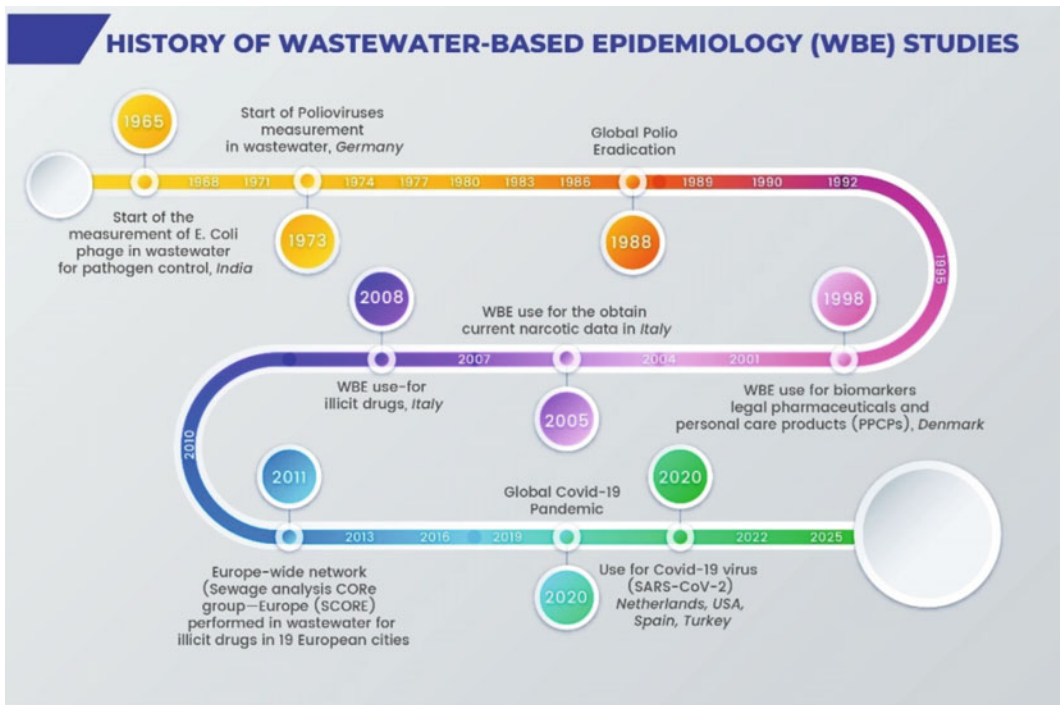 HISTORY OF WASTEWATER-BASED EPIDEMIOLOGY (WBE) STUDIES
1965
Start of the
measurement of E. Coli
phage in wastewater
for pathogen control, India
1968
1971
Start of Polioviruses
measurement
in wastewater, Germany
1973
1974
1977
1980
1983
1986
Global Polio
Eradication
1988
1989
1990
1992
1995
1998
WBE use for biomarkers
legal pharmaceuticals and
personal care products (PPCPs), Denmark
2001
2004
WBE use for the obtain
current narcotic data in Italy
2005
2007
2008
WBE use-for
illicit drugs, Italy
2010
2011
Europe-wide network
(Sewage analysis CORe
group—Europe (SCORE)
performed in wastewater for
illicit drugs in 19 European cities
2013
2016
2019
Global Covid-19
Pandemic
2020
2020
Use for Covid-19 virus
(SARS-CoV-2)
Netherlands, USA,
Spain, Turkey
2022
2025